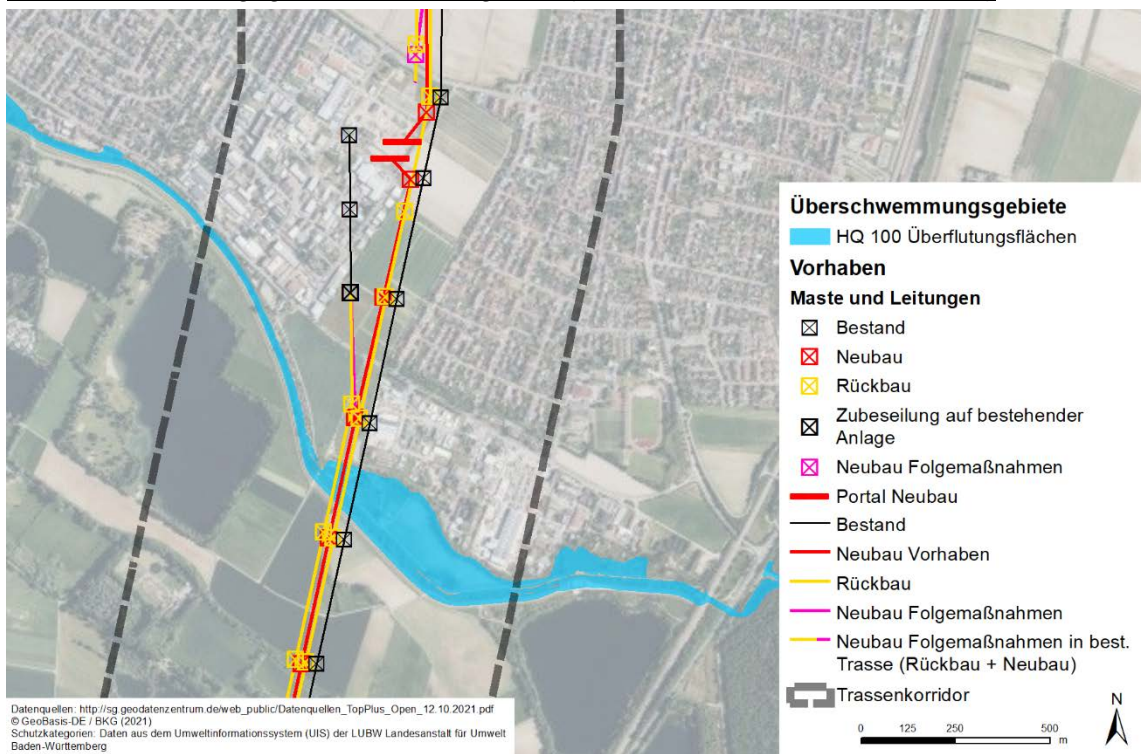 Überschwemmungsgebiete
HQ 100 Überflutungsflächen
Vorhaben
Maste und Leitungen
Bestand
Neubau
Rückbau
Zubeseilung auf bestehender
Anlage
Neubau Folgemaßnahmen
Portal Neubau
Bestand
Neubau Vorhaben
Rückbau
Neubau Folgemaßnahmen
Neubau Folgemaßnahmen in best.
Trasse (Rückbau + Neubau)
Trassenkorridor
N
0 125 250 500
m
Datenquellen: http://sg.geodatenzentrum.de/web_public/Datenquellen_TopPlus_Open_12.10.2021.pdf
© GeoBasis-DE / BKG (2021)
Schutzkategorien: Daten aus dem Umweltinformationssystem (UIS) der LUBW Landesanstalt für Umwelt
Baden-Württemberg